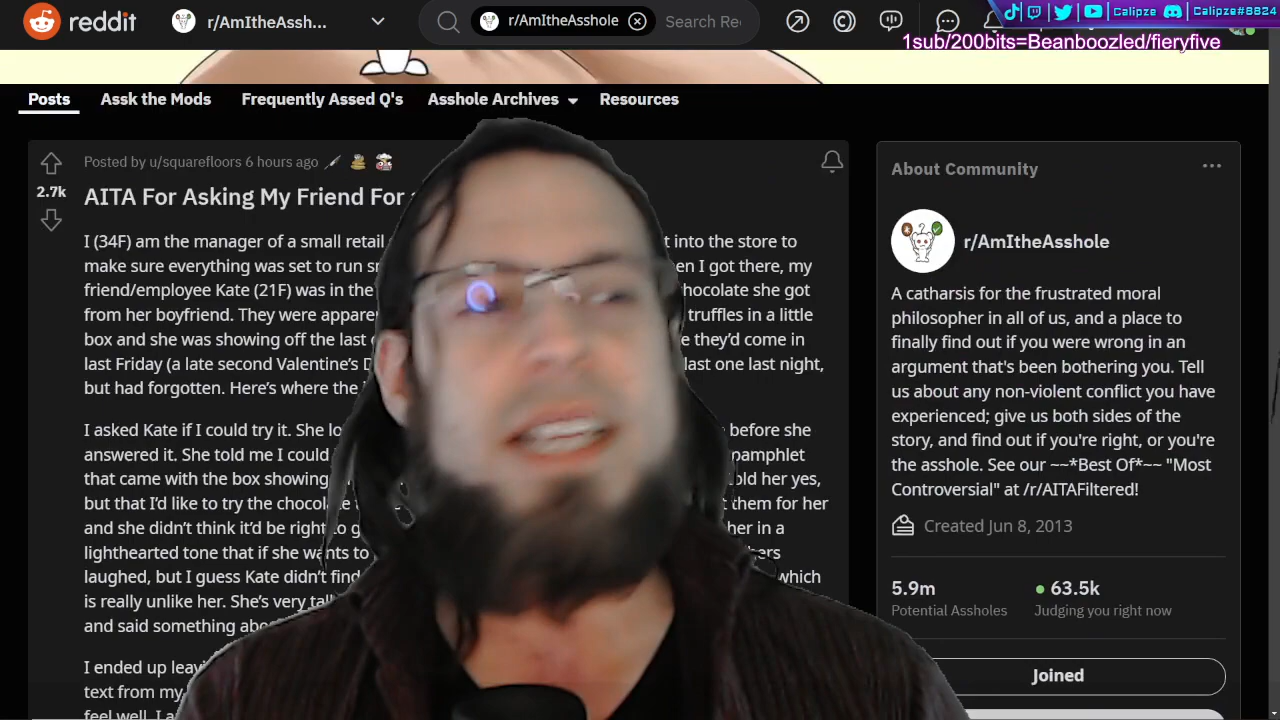 reddit
r/AmItheAssh...
r/AmItheAsshole
Search Re
Calipze
Calipze#8824
1sub/200bits=Beanboozled/fieryfive
Posts
Assk the Mods
Frequently Assed Q's
Asshole Archives
Resources
Posted by u/squarefloors 6 hours ago
2.7k
AITA For Asking My Friend For
I (34F) am the manager of a small retail t into the store to
make sure everything was set to run en I got there, my
friend/employee Kate (21F) was in the chocolate she got
from her boyfriend. They were truffles in a little
box and she was showing off the last they'd come in
last Friday (a late second Valentine's last one last night,
but had forgotten. Here's where the
I asked Kate if I could try it. She before she
answered it. She told me I could pamphlet
that came with the box showing old her yes,
but that I'd like to try the chocolate t them for her
and she didn't think it'd be right to her in a
lighthearted tone that if she wants to hers
laughed, but I guess Kate didn't find which
is really unlike her. She's very
and said something
I ended up
text from my
feel well. I
About Community
r/AmItheAsshole
A catharsis for the frustrated moral
philosopher in all of us, and a place to
finally find out if you were wrong in an
argument that's been bothering you. Tell
us about any non-violent conflict you have
experienced; give us both sides of the
story, and find out if you're right, or you're
the asshole. See our ~~*Best Of*~~ "Most
Controversial" at /r/AITAFiltered!
Created Jun 8, 2013
5.9m
63.5k
Potential Assholes
Judging you right now
Joined